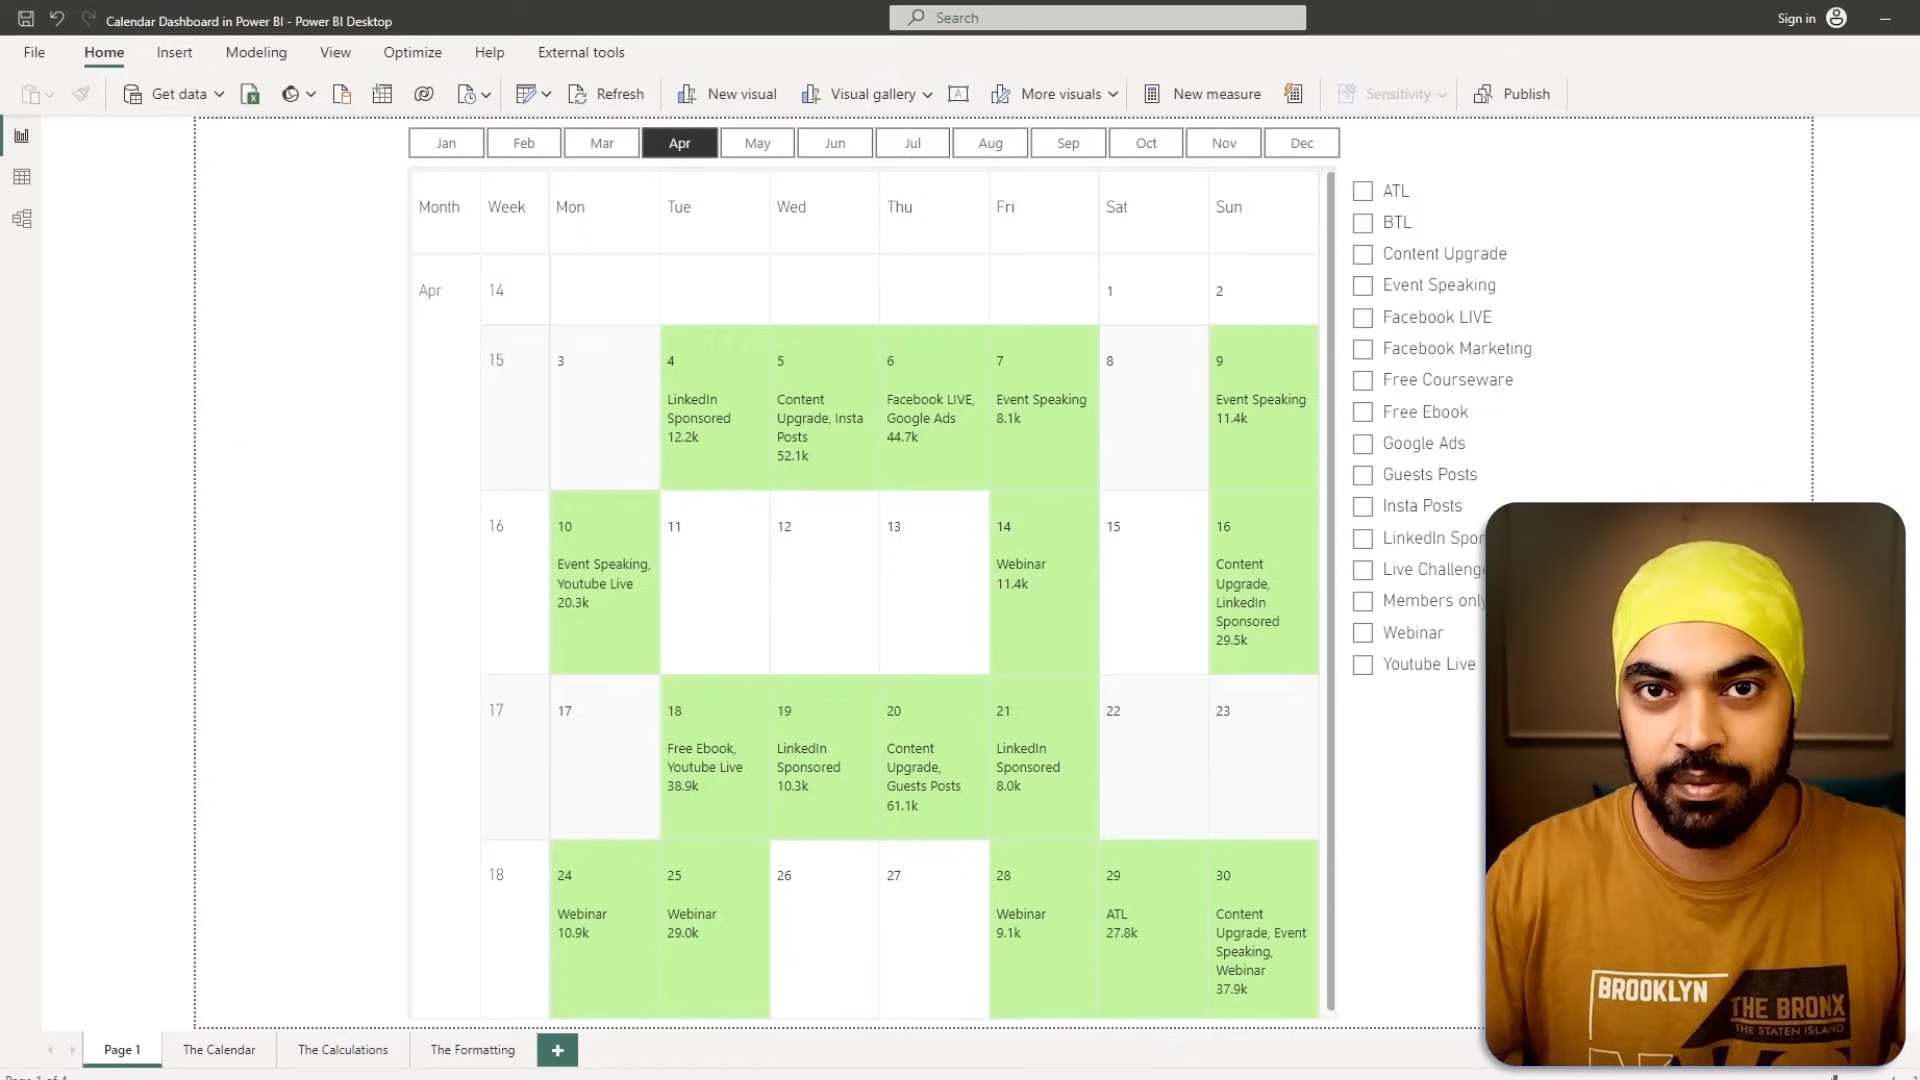 Calendar Dashboard in Power BI - Power BI Desktop
Search
Sign in
File
Home
Insert
Modeling
View
Optimize
Help
External tools
Get data
Refresh
New visual
Visual gallery
More visuals
New measure
Sensitivity
Publish
Jan
Feb
Mar
Apr
May
Jun
Jul
Aug
Sep
Oct
Nov
Dec
Month
Week
Mon
Tue
Wed
Thu
Fri
Sat
Sun
Apr
14
1
2
15
3
4
LinkedIn
Sponsored
12.2k
5
Content
Upgrade, Insta
Posts
52.1k
6
Facebook LIVE,
Google Ads
44.7k
7
Event Speaking
8.1k
8
9
Event Speaking
11.4k
16
10
Event Speaking,
Youtube Live
20.3k
11
12
13
14
Webinar
11.4k
15
16
Content
Upgrade,
LinkedIn
Sponsored
29.5k
17
17
18
Free Ebook,
Youtube Live
38.9k
19
LinkedIn
Sponsored
10.3k
20
Content
Upgrade,
Guests Posts
61.1k
21
LinkedIn
Sponsored
8.0k
22
23
18
24
Webinar
10.9k
25
Webinar
29.0k
26
27
28
Webinar
9.1k
29
ATL
27.8k
30
Content
Upgrade, Event
Speaking,
Webinar
37.9k
ATL
BTL
Content Upgrade
Event Speaking
Facebook LIVE
Facebook Marketing
Free Courseware
Free Ebook
Google Ads
Guests Posts
Insta Posts
LinkedIn Spor
Live Challenge
Members only
Webinar
Youtube Live
BROOKLYN
THE BRONX
THE STATEN ISLAND
Page 1
The Calendar
The Calculations
The Formatting